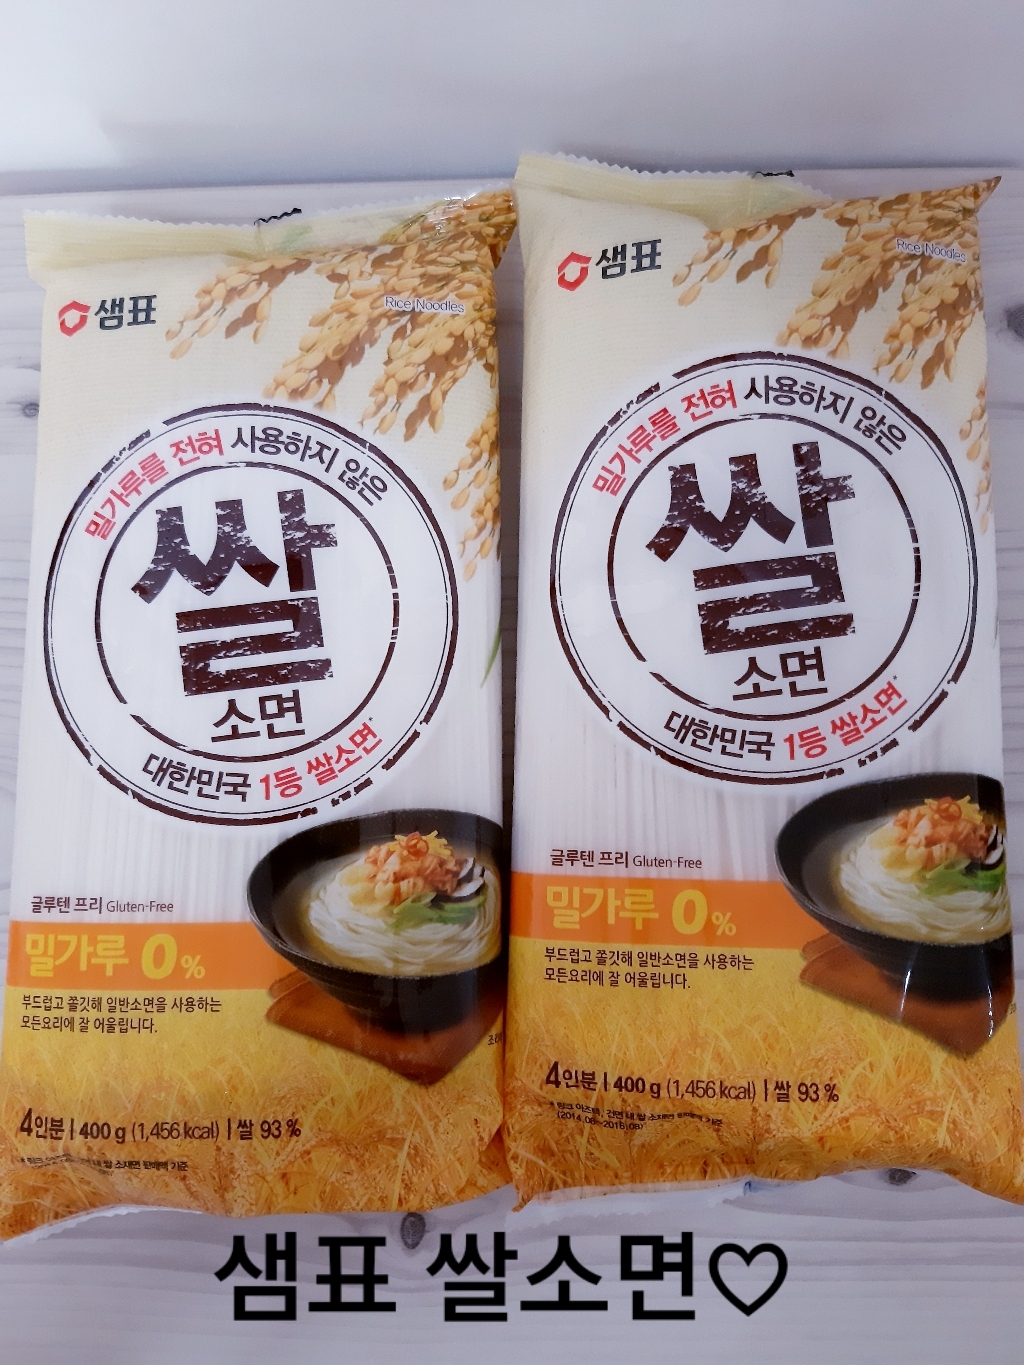 샘표
Rice Noodles
밀가루를 전혀 사용하지 않은
쌀
소면
대한민국 1등 쌀소면*
글루텐 프리 Gluten-Free
밀가루 0%
부드럽고 쫄깃해 일반소면을 사용하는
모든요리에 잘 어울립니다.
4인분 | 400 g (1,456 kcal) | 쌀 93 %
샘표
Rice Noodles
밀가루를 전혀 사용하지 않은
쌀
소면
대한민국 1등 쌀소면*
글루텐 프리 Gluten-Free
밀가루 0%
부드럽고 쫄깃해 일반소면을 사용하는
모든요리에 잘 어울립니다.
4인분 | 400 g (1,456 kcal) | 쌀 93 %
샘표 쌀소면♡